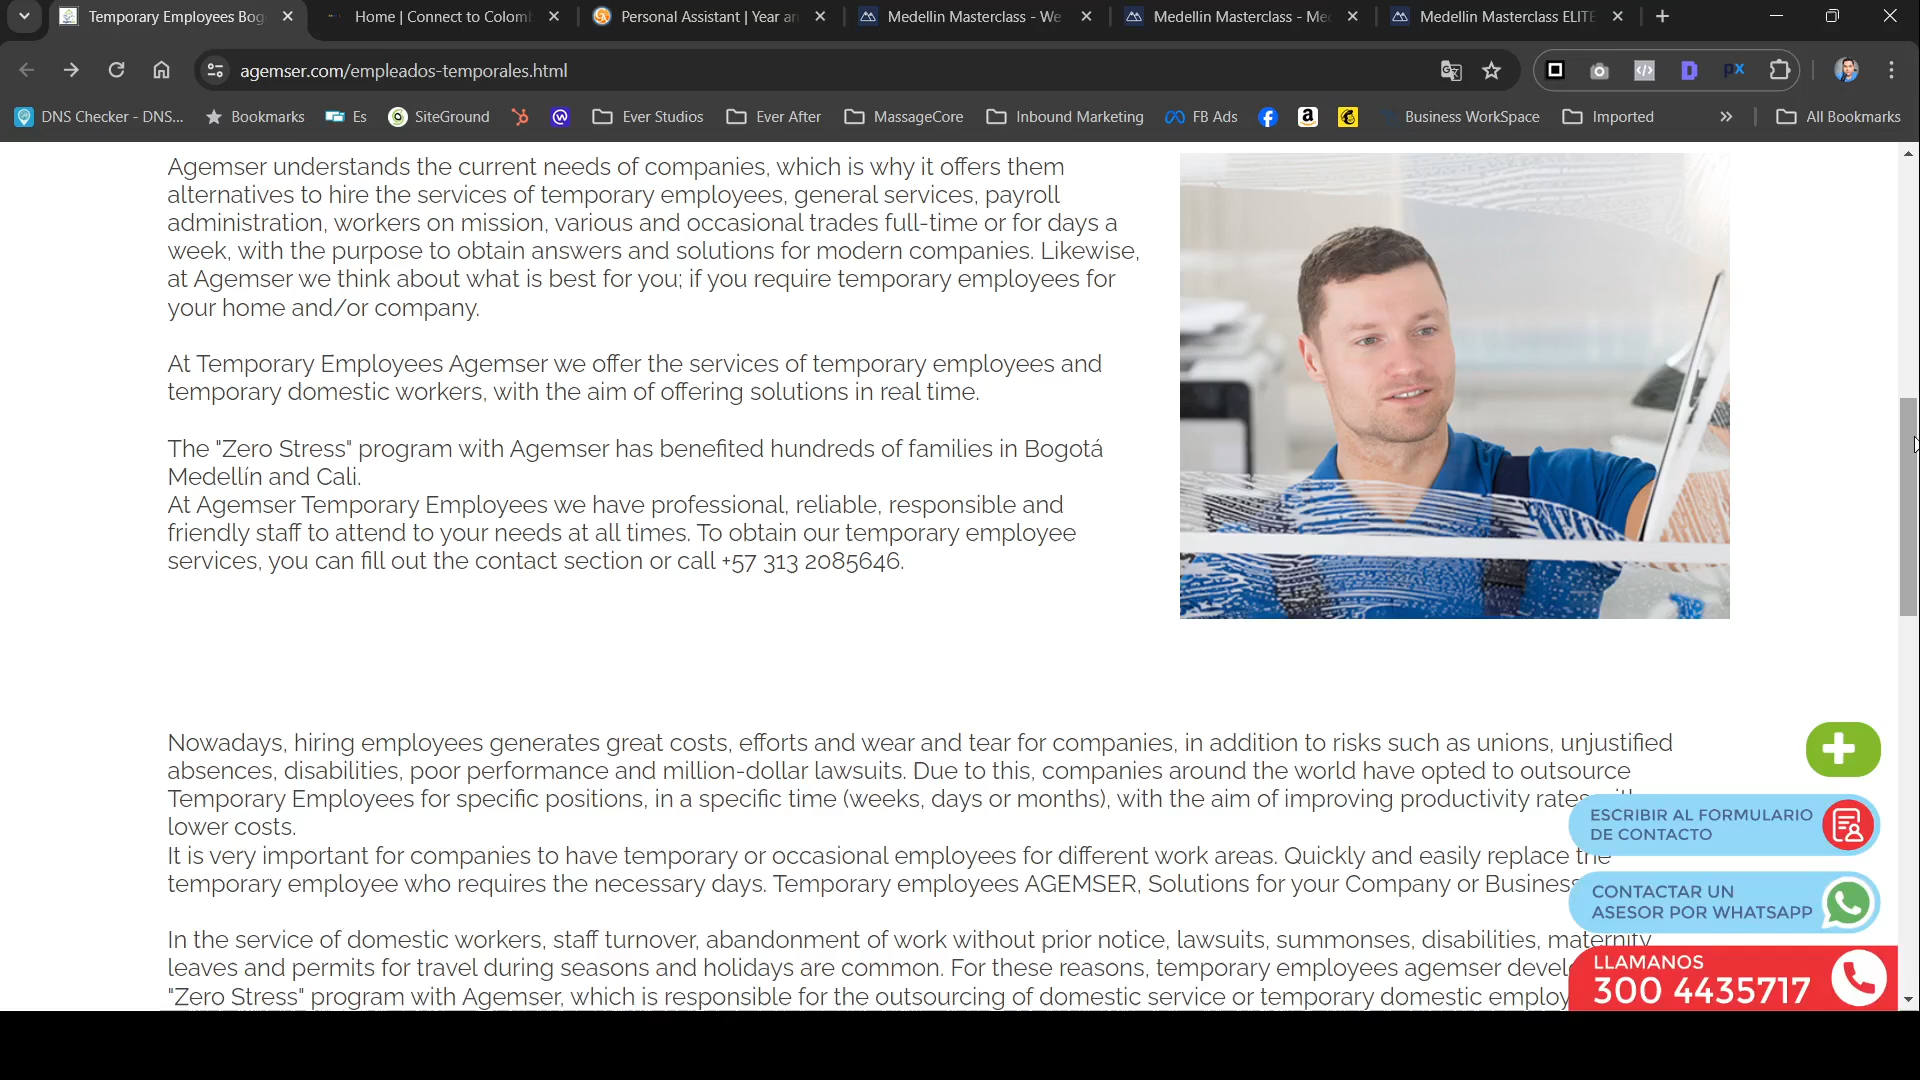 Temporary Employees Bog
Home | Connect to Colom
Personal Assistant | Year an
Medellin Masterclass - We
Medellin Masterclass - Med
Medellin Masterclass ELITE
agemser.com/empleados-temporales.html
DNS Checker - DNS...
Bookmarks
Es
SiteGround
Ever Studios
Ever After
MassageCore
Inbound Marketing
FB Ads
Business WorkSpace
Imported
All Bookmarks
Agemser understands the current needs of companies, which is why it offers them
alternatives to hire the services of temporary employees, general services, payroll
administration, workers on mission, various and occasional trades full-time or for days a
week, with the purpose to obtain answers and solutions for modern companies. Likewise,
at Agemser we think about what is best for you; if you require temporary employees for
your home and/or company.
At Temporary Employees Agemser we offer the services of temporary employees and
temporary domestic workers, with the aim of offering solutions in real time.
The "Zero Stress" program with Agemser has benefited hundreds of families in Bogotá
Medellín and Cali.
At Agemser Temporary Employees we have professional, reliable, responsible and
friendly staff to attend to your needs at all times. To obtain our temporary employee
services, you can fill out the contact section or call +57 313 2085646.
Nowadays, hiring employees generates great costs, efforts and wear and tear for companies, in addition to risks such as unions, unjustified
absences, disabilities, poor performance and million-dollar lawsuits. Due to this, companies around the world have opted to outsource
Temporary Employees for specific positions, in a specific time (weeks, days or months), with the aim of improving productivity rates
lower costs.
It is very important for companies to have temporary or occasional employees for different work areas. Quickly and easily replace the
temporary employee who requires the necessary days. Temporary employees AGEMSER, Solutions for your Company or Business
In the service of domestic workers, staff turnover, abandonment of work without prior notice, lawsuits, summonses, disabilities, maternity
leaves and permits for travel during seasons and holidays are common. For these reasons, temporary employees agemser devel
"Zero Stress" program with Agemser, which is responsible for the outsourcing of domestic service or temporary domestic employ
ESCRIBIR AL FORMULARIO
DE CONTACTO
CONTACTAR UN
ASESOR POR WHATSAPP
LLAMANOS
300 4435717